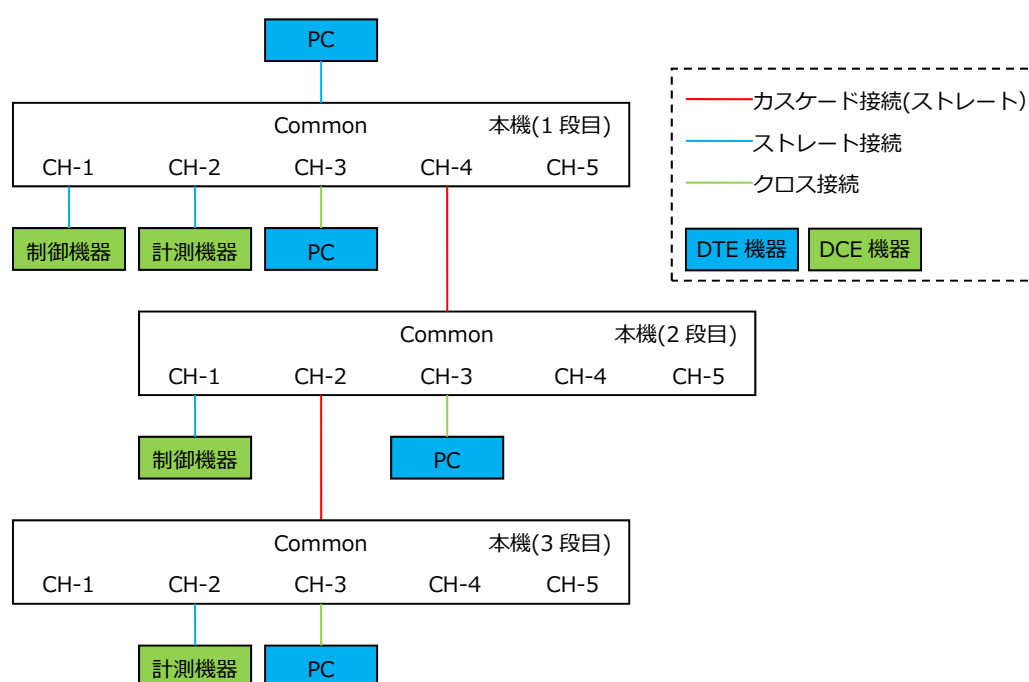 PC
Common 本機(1 段目)
CH-1 CH-2 CH-3 CH-4 CH-5
制御機器 計測機器 PC
カスケード接続(ストレート)
ストレート接続
クロス接続
DTE 機器 DCE 機器
Common 本機(2 段目)
CH-1 CH-2 CH-3 CH-4 CH-5
制御機器 PC
Common 本機(3 段目)
CH-1 CH-2 CH-3 CH-4 CH-5
計測機器 PC